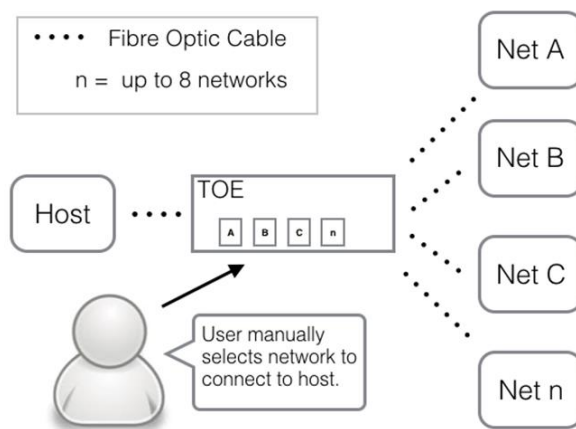 Fibre Optic Cable
n = up to 8 networks
Net A
Net B
TOE
Host
A B C n
Net C
User manually
selects network to
connect to host.
Net n